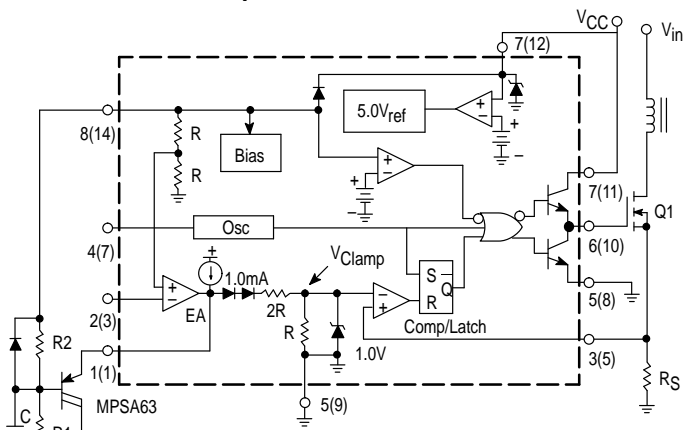 VCC
Vin
7(12)
5.0Vref
+
−
+
−
8(14)
R
Bias
R
+
−
+
−
7(11)
Q1
4(7)
Osc
6(10)
+
VClamp
S
1.0mA
Q
+
−
−
+
R
5(8)
2(3)
EA
2R
R
Comp/Latch
1.0V
R2
3(5)
1(1)
RS
C
MPSA63
5(9)